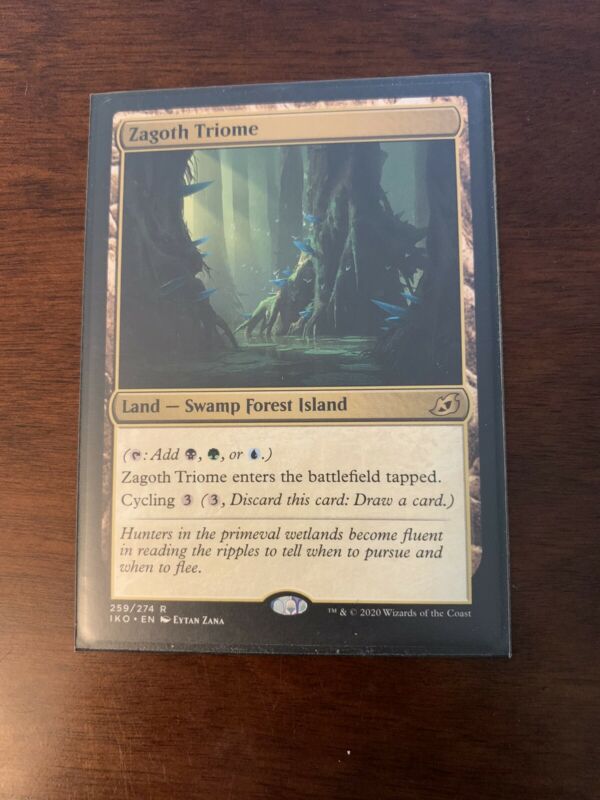 Zagoth Triome
Land — Swamp Forest Island
(: Add , , or .)
Zagoth Triome enters the battlefield tapped.
Cycling 3 (3, Discard this card: Draw a card.)
Hunters in the primeval wetlands become fluent
in reading the ripples to tell when to pursue and
when to flee.
259/274 R
IKO • EN Eytan Zana
™ & © 2020 Wizards of the Coast